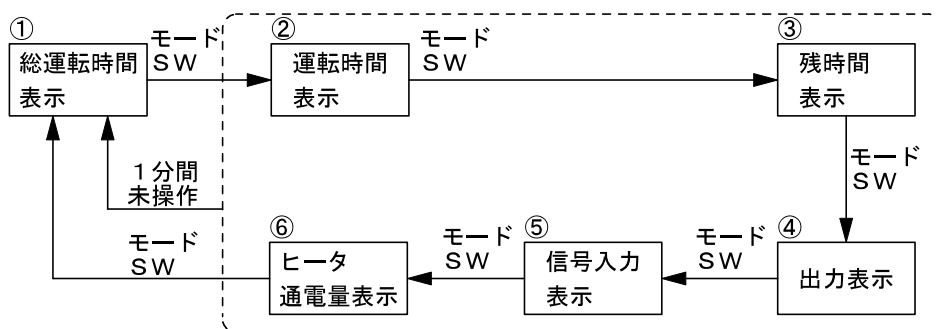 ①
総運転時間
表示
モード
SW
②
運転時間
表示
モード
SW
③
残時間
表示
モード
SW
④
出力表示
モード
SW
⑤
信号入力
表示
モード
SW
⑥
ヒータ
通電量表示
モード
SW
1分間
未操作